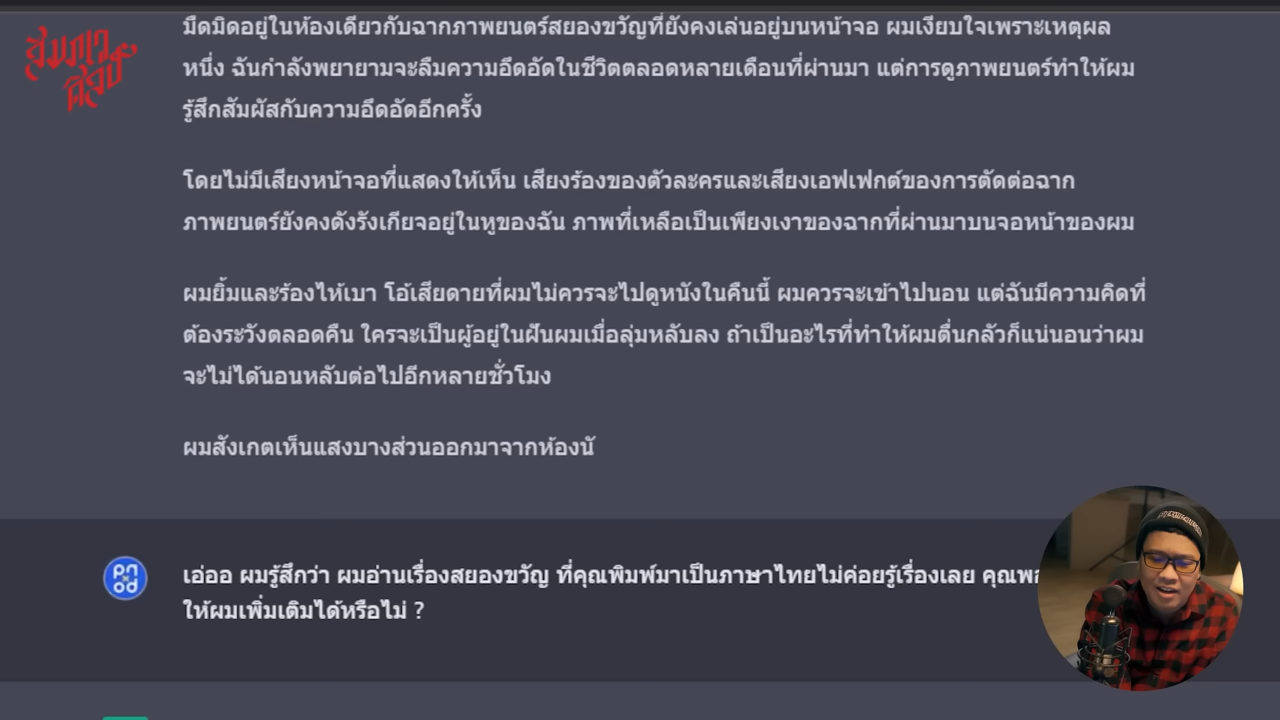 สุมภเว
ศิลป์
มืดมิดอยู่ในห้องเดียวกับฉากภาพยนตร์สยองขวัญที่ยังคงเล่นอยู่บนหน้าจอ ผมเงียบใจเพราะเหตุผล
หนึ่ง ฉันกำลังพยายามจะลืมความอึดอัดในชีวิตตลอดหลายเดือนที่ผ่านมา แต่การดูภาพยนตร์ทำให้ผม
รู้สึกสัมผัสกับความอึดอัดอีกครั้ง
โดยไม่มีเสียงหน้าจอที่แสดงให้เห็น เสียงร้องของตัวละครและเสียงเอฟเฟกต์ของการตัดต่อฉาก
ภาพยนตร์ยังคงดังรังเกียจอยู่ในหูของฉัน ภาพที่เหลือเป็นเพียงเงาของฉากที่ผ่านมาบนจอหน้าของผม
ผมยิ้มและร้องไห้เบา โอ้เสียดายที่ผมไม่ควรจะไปดูหนังในคืนนี้ ผมควรจะเข้าไปนอน แต่ฉันมีความคิดที่
ต้องระวังตลอดคืน ใครจะเป็นผู้อยู่ในฝันผมเมื่อลุ่มหลับลง ถ้าเป็นอะไรที่ทำให้ผมตื่นกลัวก็แน่นอนว่าผม
จะไม่ได้นอนหลับต่อไปอีกหลายชั่วโมง
ผมสังเกตเห็นแสงบางส่วนออกมาจากห้องนั
เอ่ออ ผมรู้สึกว่า ผมอ่านเรื่องสยองขวัญ ที่คุณพิมพ์มาเป็นภาษาไทยไม่ค่อยรู้เรื่องเลย คุณ
ให้ผมเพิ่มเติมได้หรือไม่ ?